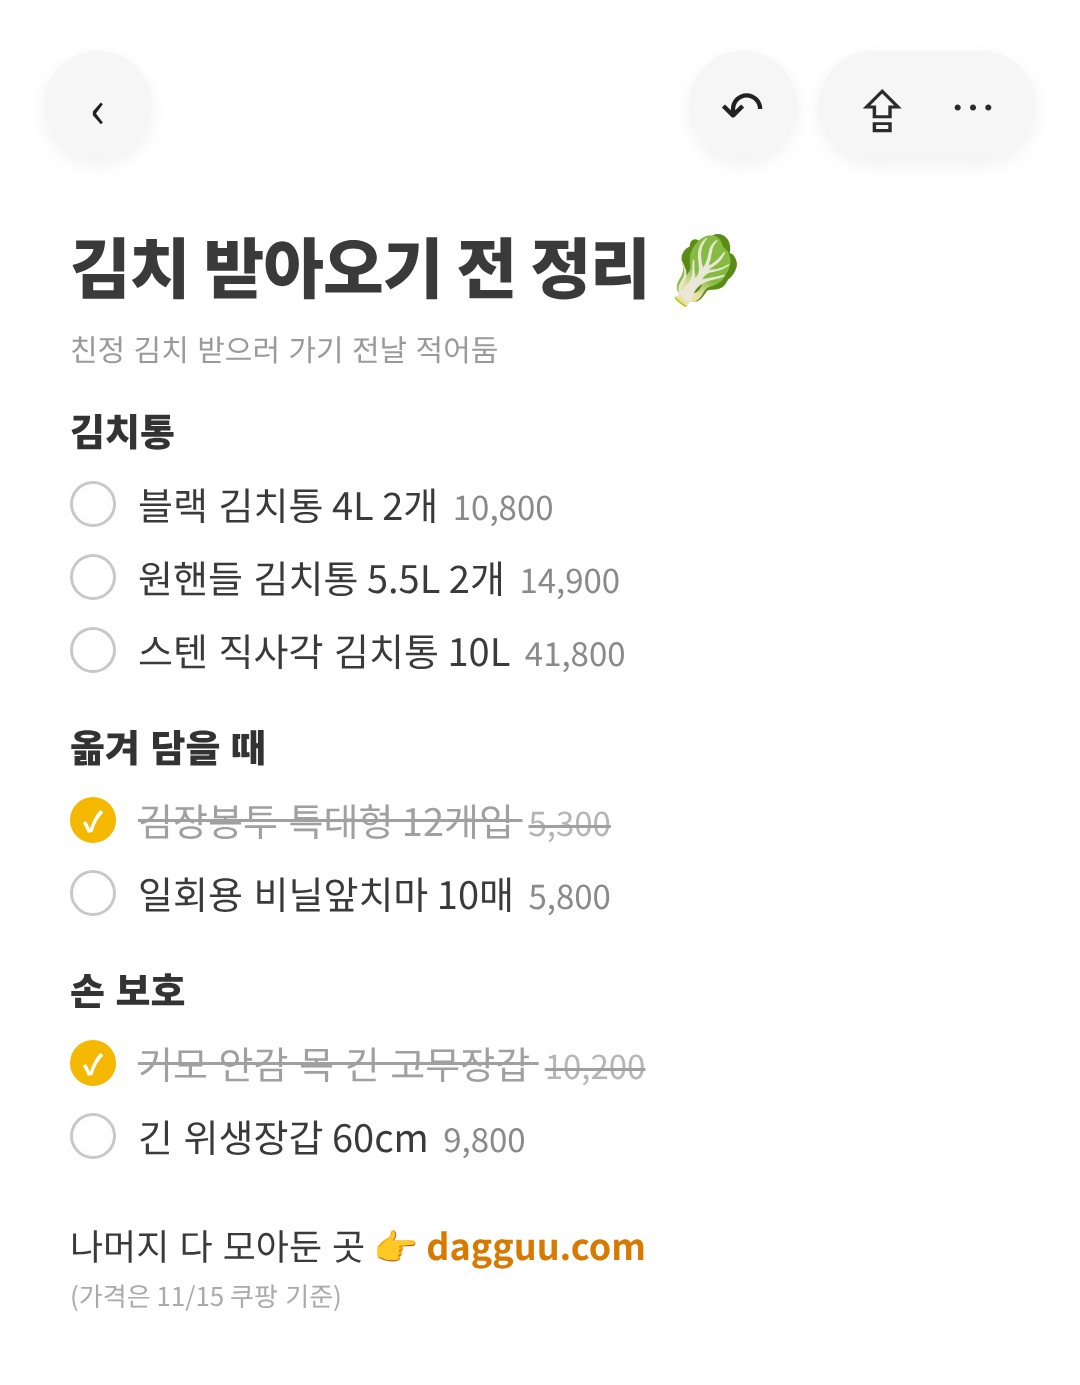 김치 받아오기 전 정리 🥬
친정 김치 받으러 가기 전날 적어둠
김치통
블랙 김치통 4L 2개 10,800
원핸들 김치통 5.5L 2개 14,900
스텐 직사각 김치통 10L 41,800
옮겨 담을 때
김장봉투 특대형 12개입 5,300
일회용 비닐앞치마 10매 5,800
손 보호
기모 안감 목 긴 고무장갑 10,200
긴 위생장갑 60cm 9,800
나머지 다 모아둔 곳 👉 dagguu.com
(가격은 11/15 쿠팡 기준)